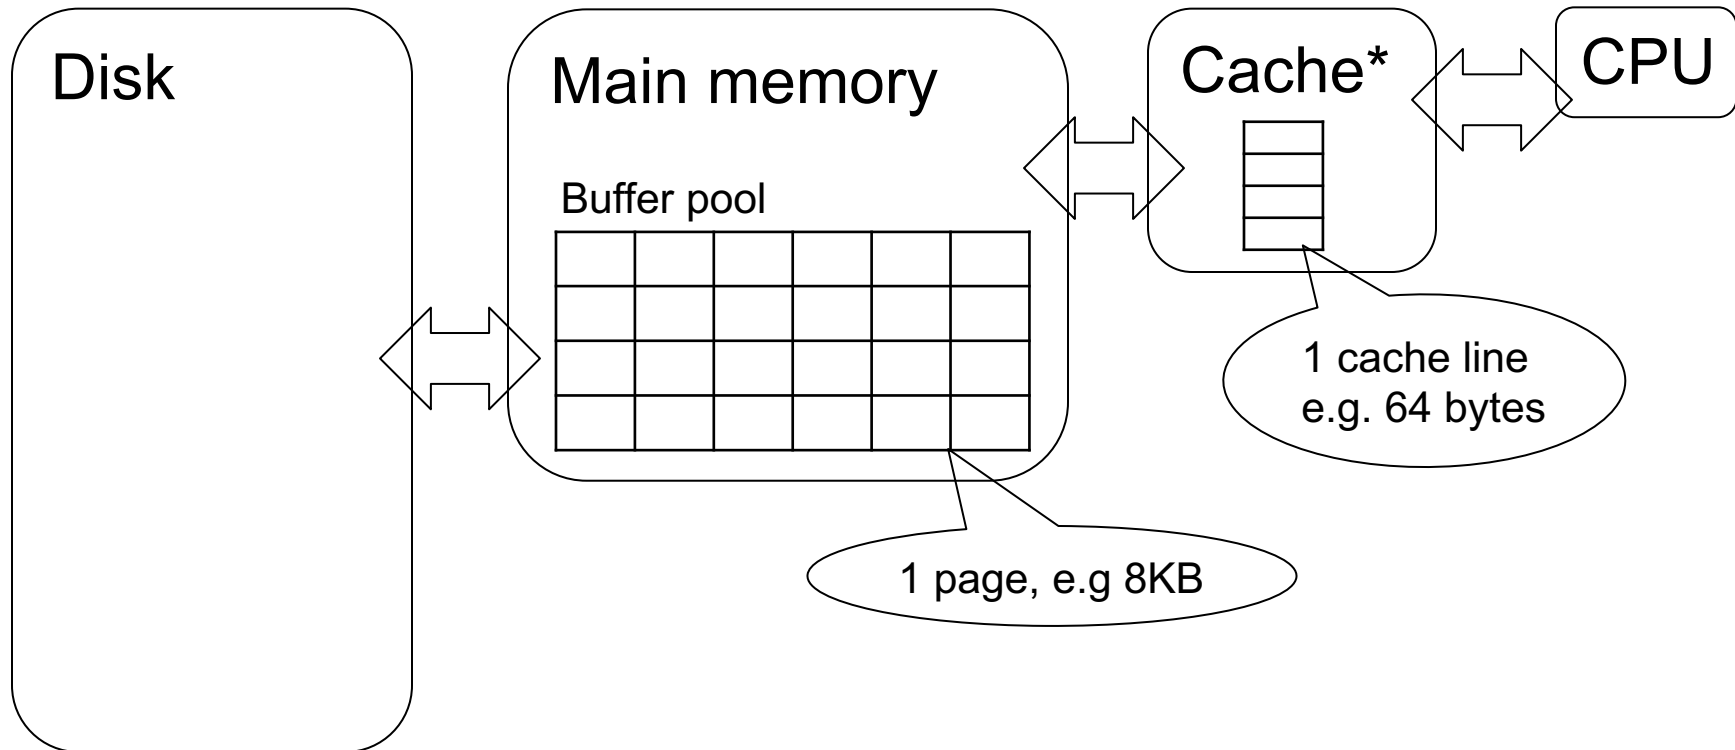 Disk
Main memory
Cache*
CPU
Buffer pool
1 cache line
e.g. 64 bytes
1 page, e.g 8KB